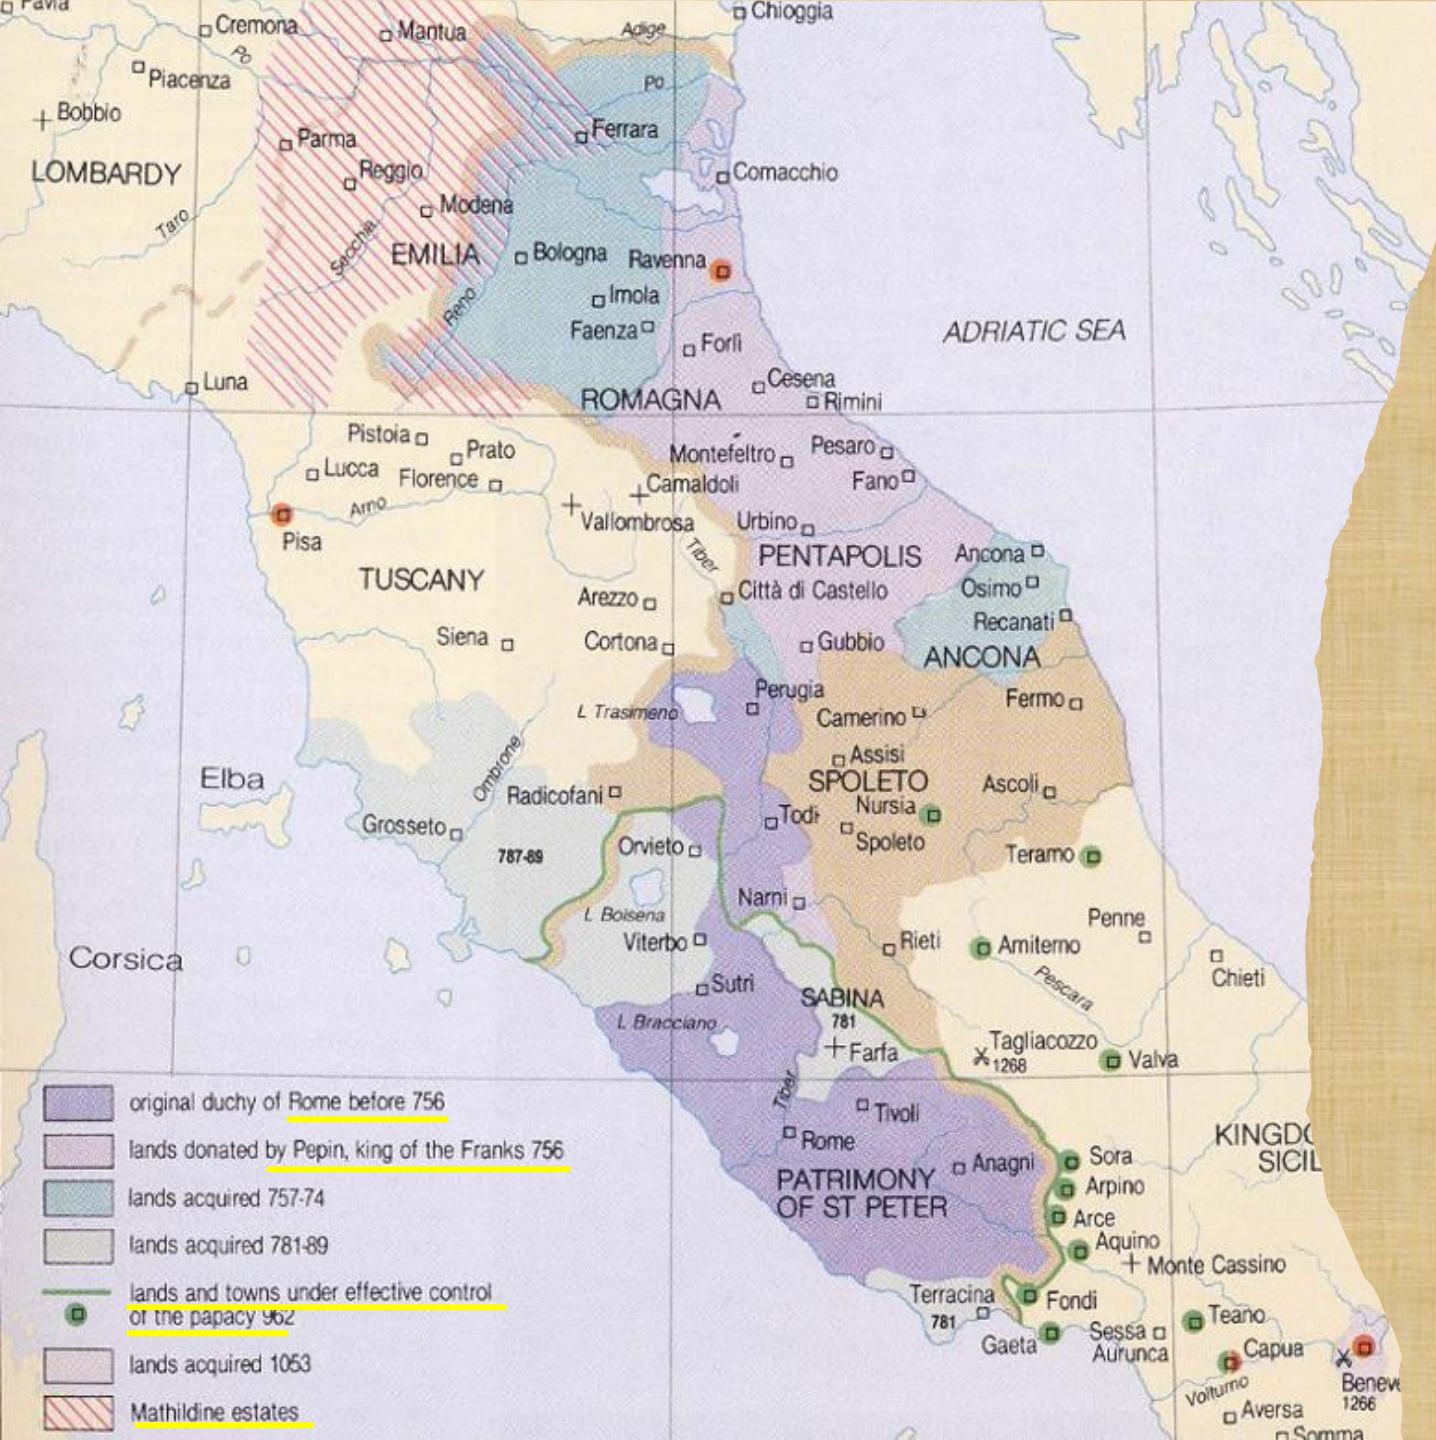 Pavia
Cremona
Mantua
Adige
Chioggia
Po
Piacenza
Po
Bobbio
Ferrara
Parma
LOMBARDY
Reggio
Comacchio
Modena
Taro
Secchia
EMILIA
Bologna
Ravenna
Reno
Imola
Faenza
Forlì
ADRIATIC SEA
Luna
Cesena
ROMAGNA
Rimini
Pistoia
Prato
Montefeltro
Pesaro
Lucca
Florence
Camaldoli
Fano
Arno
Vallombrosa
Urbino
Pisa
Tiber
PENTAPOLIS
Ancona
TUSCANY
Arezzo
Città di Castello
Osimo
Recanati
Siena
Cortona
Gubbio
ANCONA
Perugia
L Trasimeno
Camerino
Fermo
Assisi
Ombrone
Elba
SPOLETO
Radicofani
Ascoli
Nursia
Todi
Grosseto
Spoleto
Orvieto
787-89
Teramo
Narni
L Bolsena
Penne
Viterbo
Rieti
Amiterno
Corsica
Pescara
Chieti
Sutri
SABINA
781
L Bracciano
Farfa
Tagliacozzo
1268
Valva
Tiber
Tivoli
Rome
KINGDO
SICIL
Sora
Anagni
PATRIMONY
OF ST PETER
Arpino
Arce
Aquino
Monte Cassino
Terracina
781
Fondi
Gaeta
Teano
Sessa
Aurunca
Capua
Volturno
Beneve
1266
Aversa
Somma
original duchy of Rome before 756
lands donated by Pepin, king of the Franks 756
lands acquired 757-74
lands acquired 781-89
lands and towns under effective control
of the papacy 962
lands acquired 1053
Mathildine estates